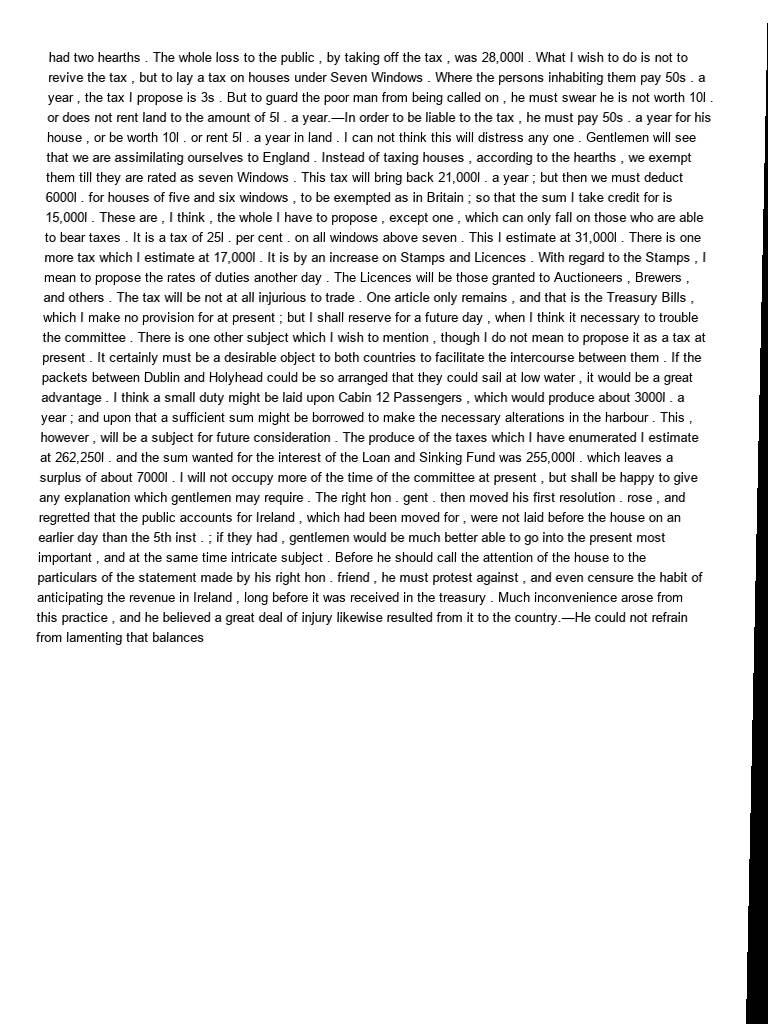 had two hearths . The whole loss to the public , by taking off the tax , was 28,000l . What I wish to do is not to
revive the tax , but to lay a tax on houses under Seven Windows . Where the persons inhabiting them pay 50s . a
year , the tax I propose is 3s . But to guard the poor man from being called on , he must swear he is not worth 10l .
or does not rent land to the amount of 5l . a year.—In order to be liable to the tax , he must pay 50s . a year for his
house , or be worth 10l . or rent 5l . a year in land . I can not think this will distress any one . Gentlemen will see
that we are assimilating ourselves to England . Instead of taxing houses , according to the hearths , we exempt
them till they are rated as seven Windows . This tax will bring back 21,000l . a year ; but then we must deduct
6000l . for houses of five and six windows , to be exempted as in Britain ; so that the sum I take credit for is
15,000l . These are , I think , the whole I have to propose , except one , which can only fall on those who are able
to bear taxes . It is a tax of 25l . per cent . on all windows above seven . This I estimate at 31,000l . There is one
more tax which I estimate at 17,000l . It is by an increase on Stamps and Licences . With regard to the Stamps , I
mean to propose the rates of duties another day . The Licences will be those granted to Auctioneers , Brewers ,
and others . The tax will be not at all injurious to trade . One article only remains , and that is the Treasury Bills ,
which I make no provision for at present ; but I shall reserve for a future day , when I think it necessary to trouble
the committee . There is one other subject which I wish to mention , though I do not mean to propose it as a tax at
present . It certainly must be a desirable object to both countries to facilitate the intercourse between them . If the
packets between Dublin and Holyhead could be so arranged that they could sail at low water , it would be a great
advantage . I think a small duty might be laid upon Cabin 12 Passengers , which would produce about 3000l . a
year ; and upon that a sufficient sum might be borrowed to make the necessary alterations in the harbour . This ,
however , will be a subject for future consideration . The produce of the taxes which I have enumerated I estimate
at 262,250l . and the sum wanted for the interest of the Loan and Sinking Fund was 255,000l . which leaves a
surplus of about 7000l . I will not occupy more of the time of the committee at present , but shall be happy to give
any explanation which gentlemen may require . The right hon . gent . then moved his first resolution . rose , and
regretted that the public accounts for Ireland , which had been moved for , were not laid before the house on an
earlier day than the 5th inst . ; if they had , gentlemen would be much better able to go into the present most
important , and at the same time intricate subject . Before he should call the attention of the house to the
particulars of the statement made by his right hon . friend , he must protest against , and even censure the habit of
anticipating the revenue in Ireland , long before it was received in the treasury . Much inconvenience arose from
this practice , and he believed a great deal of injury likewise resulted from it to the country.—He could not refrain
from lamenting that balances